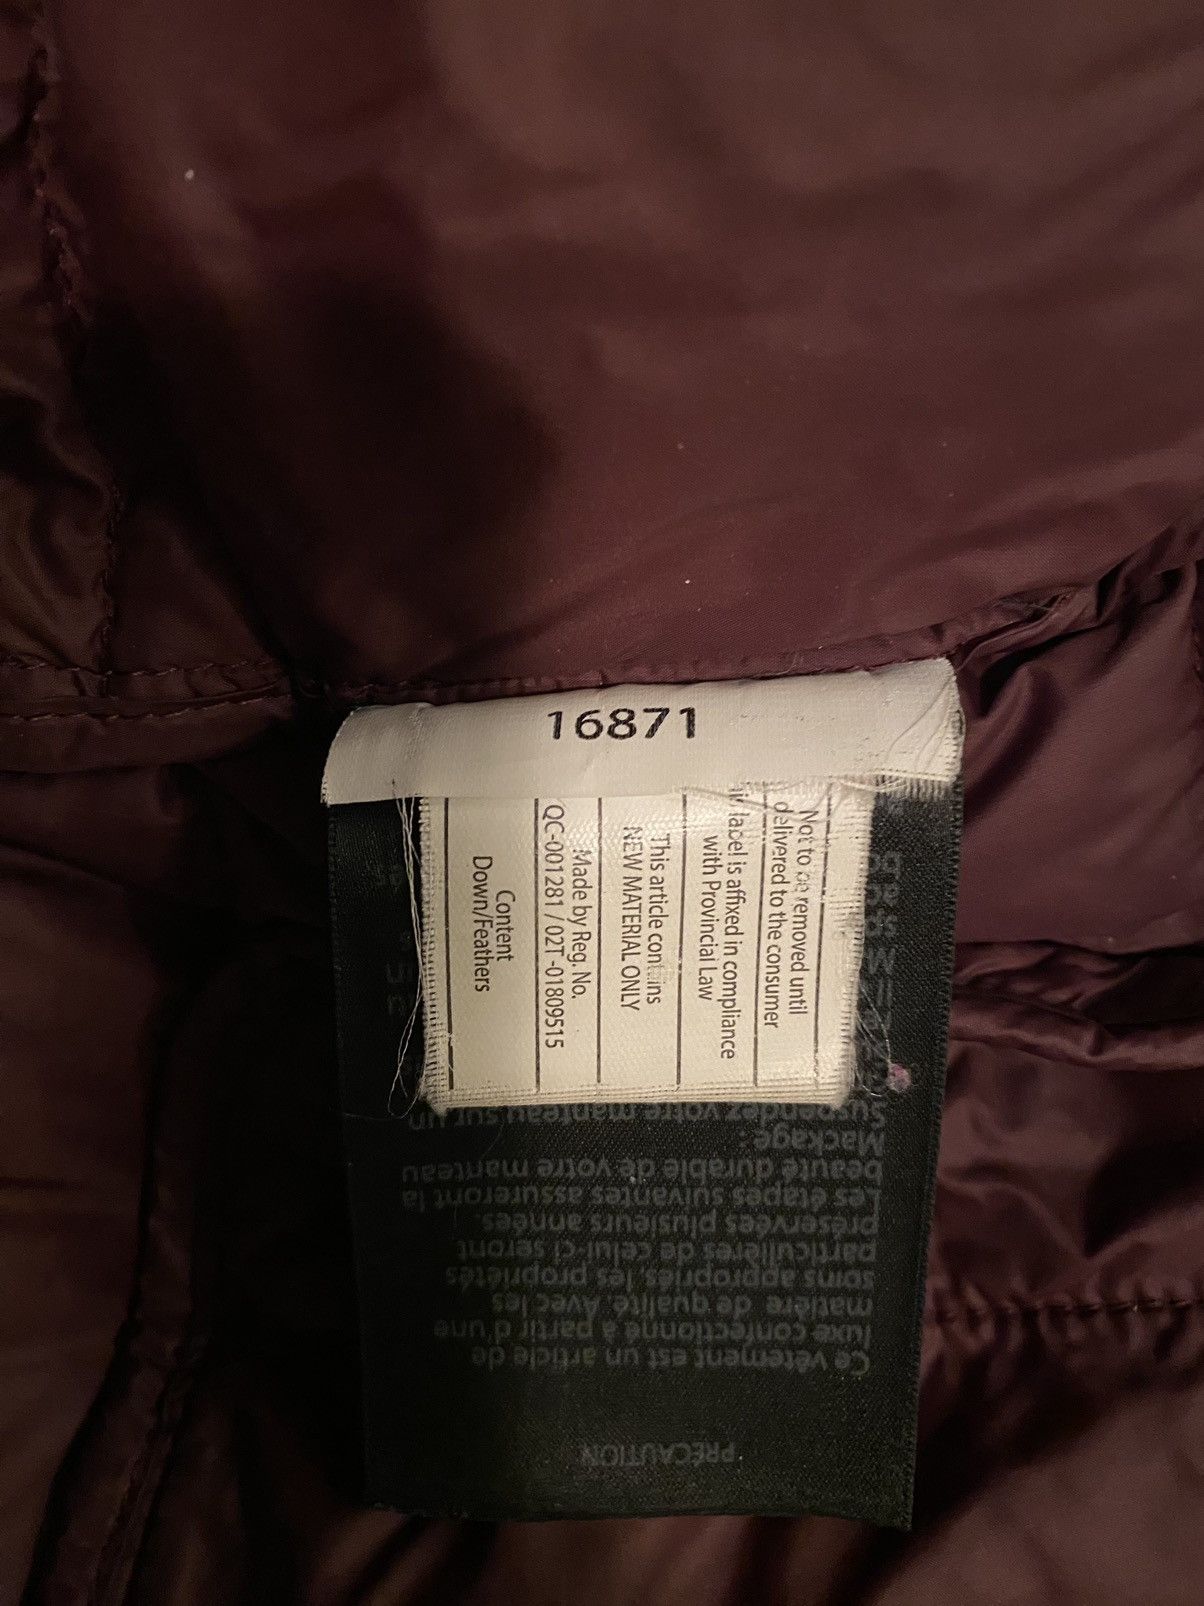 16871
Not to be removed until
delivered to the consumer
label is affixed in compliance
with Provincial Law
This article contains
NEW MATERIAL ONLY
Made by Reg. No.
QC-001281 / 02T-01809515
Content
Down/Feathers
PRÉCAUTION
Ce vêtement est un article de
luxe confectionné à partir d'une
matière de qualité. Avec les
soins appropriés, les propriétés
particulières de celui-ci seront
préservées plusieurs années.
Les étapes suivantes assureront la
beauté durable de votre manteau
Mackage:
Suspendez votre manteau sur un